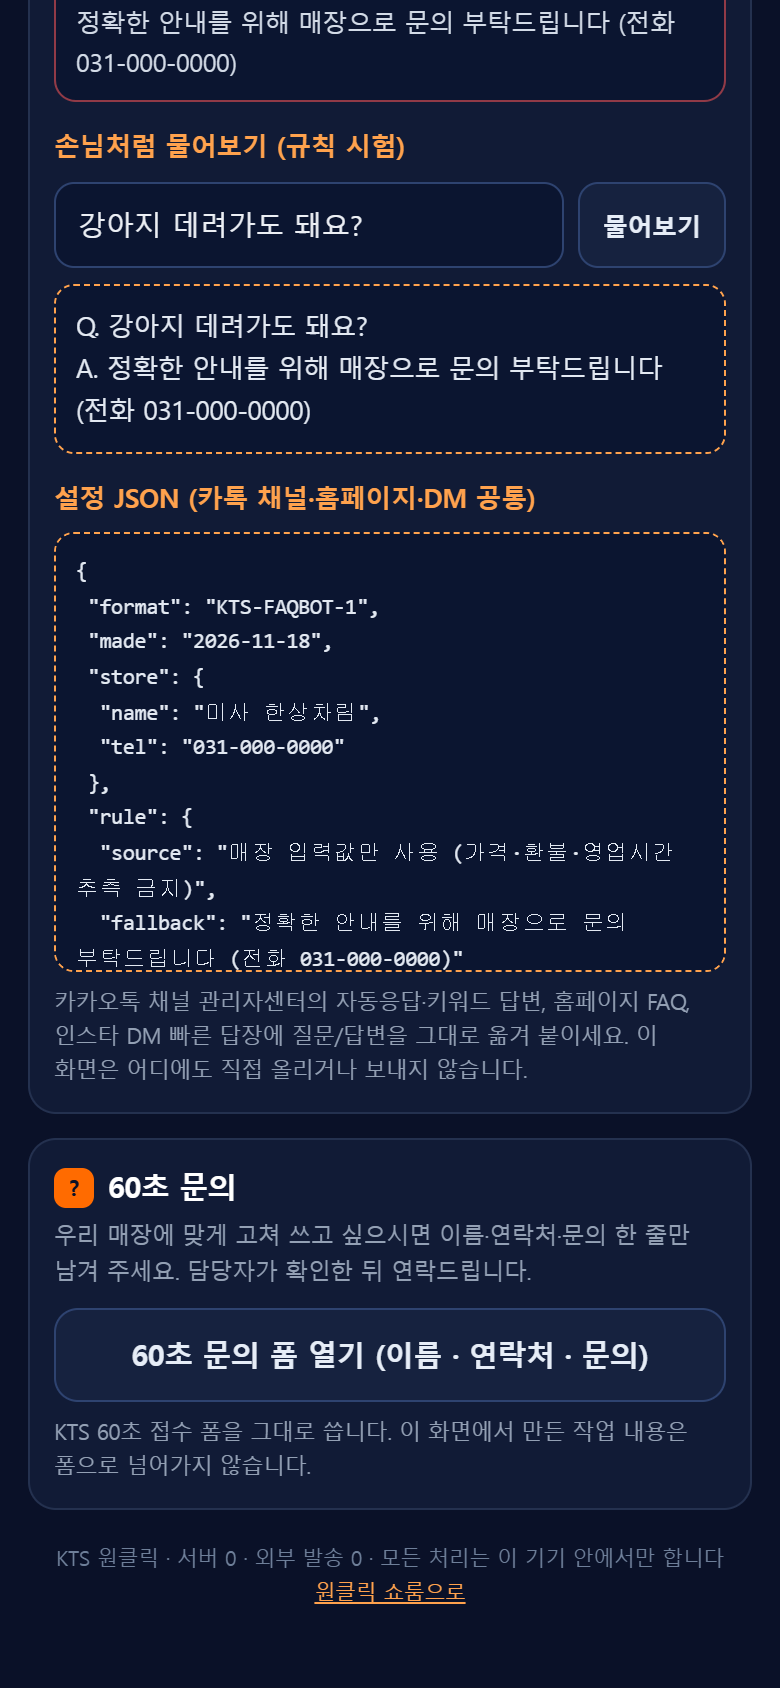 정확한 안내를 위해 매장으로 문의 부탁드립니다 (전화
031-000-0000)
손님처럼 물어보기 (규칙 시험)
강아지 데려가도 돼요?
물어보기
Q. 강아지 데려가도 돼요?
A. 정확한 안내를 위해 매장으로 문의 부탁드립니다
(전화 031-000-0000)
설정 JSON (카톡 채널·홈페이지·DM 공통)
{
"format": "KTS-FAQBOT-1",
"made": "2026-11-18",
"store": {
"name": "미사 한상차림",
"tel": "031-000-0000"
},
"rule": {
"source": "매장 입력값만 사용 (가격·환불·영업시간
추측 금지)",
"fallback": "정확한 안내를 위해 매장으로 문의
부탁드립니다 (전화 031-000-0000)"
카카오톡 채널 관리자센터의 자동응답·키워드 답변, 홈페이지 FAQ,
인스타 DM 빠른 답장에 질문/답변을 그대로 옮겨 붙이세요. 이
화면은 어디에도 직접 올리거나 보내지 않습니다.
? 60초 문의
우리 매장에 맞게 고쳐 쓰고 싶으시면 이름·연락처·문의 한 줄만
남겨 주세요. 담당자가 확인한 뒤 연락드립니다.
60초 문의 폼 열기 (이름 · 연락처 · 문의)
KTS 60초 접수 폼을 그대로 씁니다. 이 화면에서 만든 작업 내용은
폼으로 넘어가지 않습니다.
KTS 원클릭 · 서버 0 · 외부 발송 0 · 모든 처리는 이 기기 안에서만 합니다
원클릭 쇼룸으로